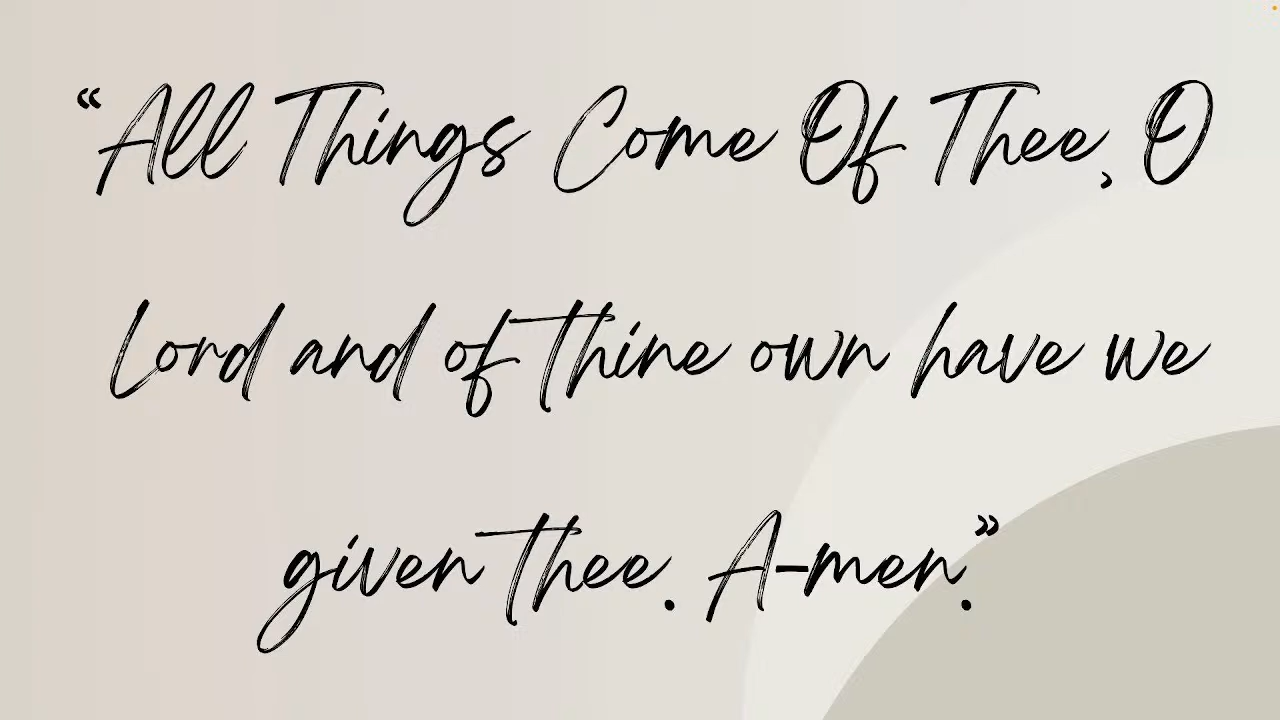 “All Things Come Of Thee, O
Lord and of thine own have we
given thee. A-men.”